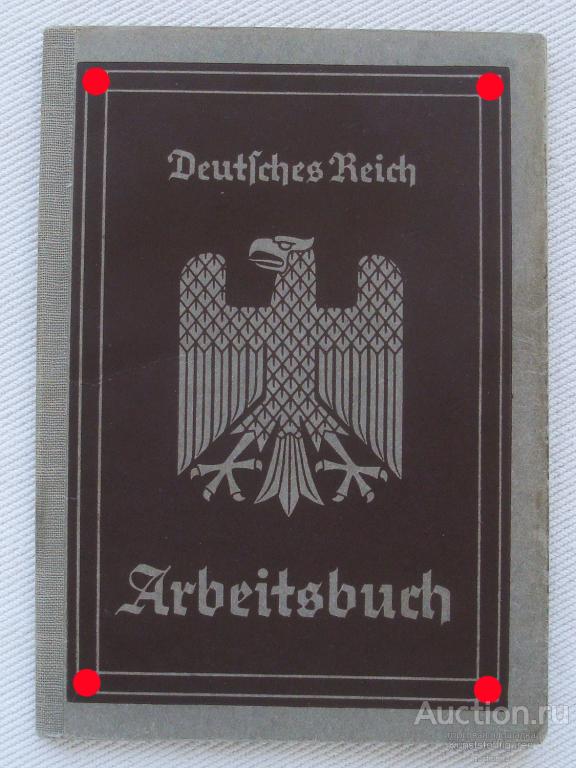 Deutſches Reich
Arbeitsbuch
Auction.ru